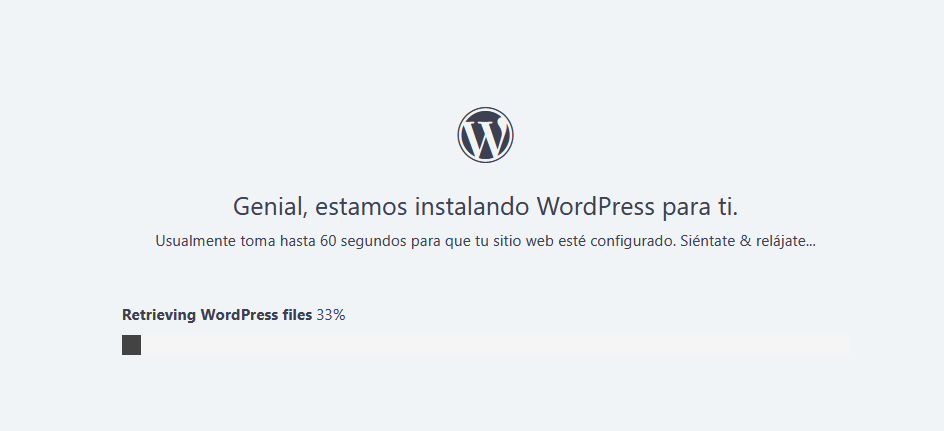 Genial, estamos instalando WordPress para ti.
Usualmente toma hasta 60 segundos para que tu sitio web esté configurado. Siéntate & relájate...
Retrieving WordPress files 33%